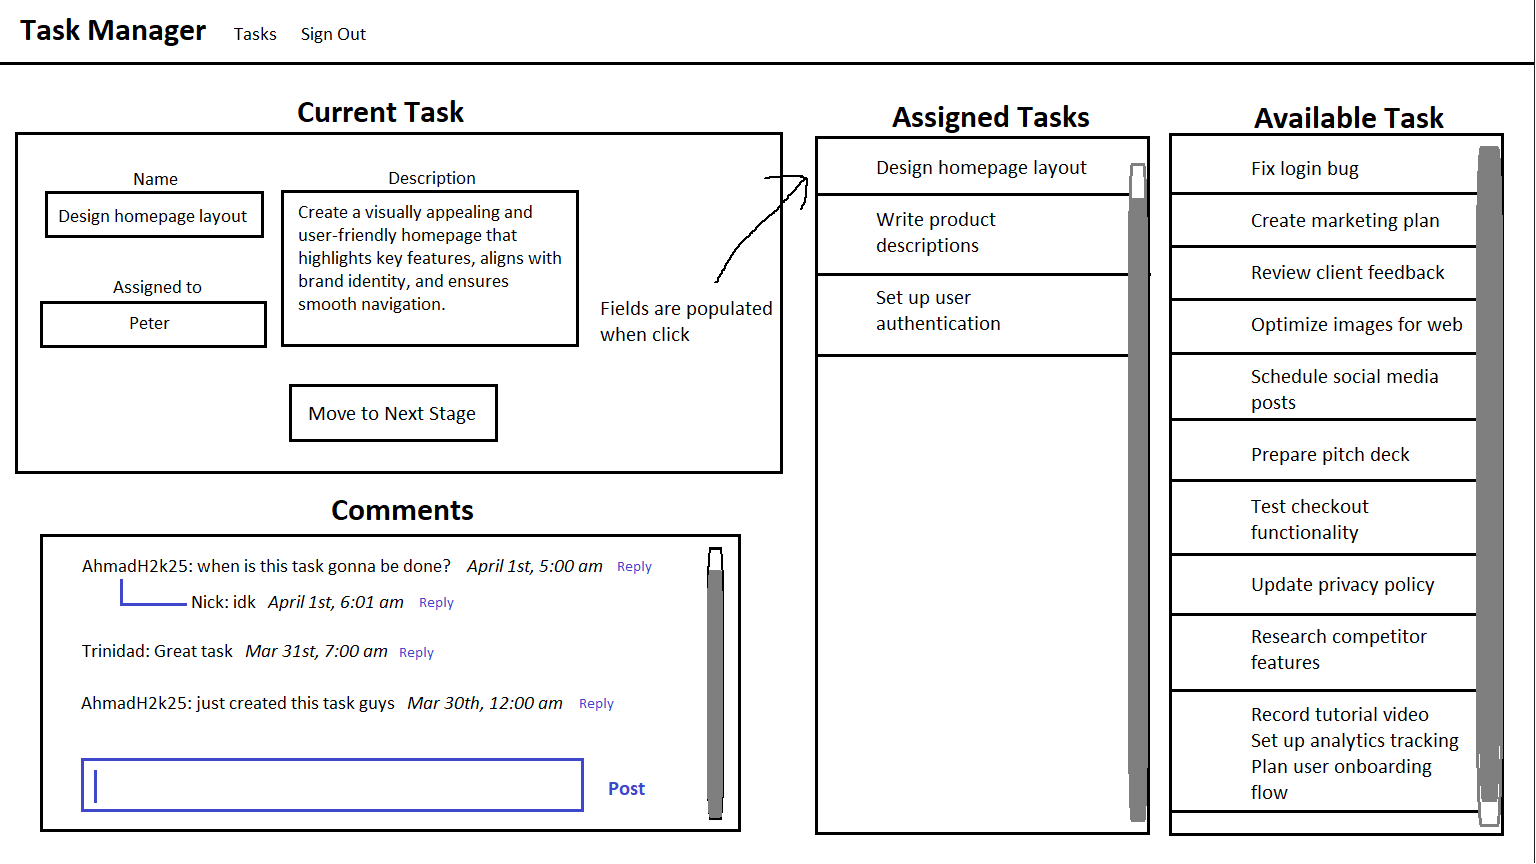 Task Manager Tasks Sign Out
Current Task
Name
Design homepage layout
Assigned to
Peter
Description
Create a visually appealing and
user-friendly homepage that
highlights key features, aligns with
brand identity, and ensures
smooth navigation.
Fields are populated
when click
Move to Next Stage
Comments
AhmadH2k25: when is this task gonna be done? April 1st, 5:00 am Reply
Nick: idk April 1st, 6:01 am Reply
Trinidad: Great task Mar 31st, 7:00 am Reply
AhmadH2k25: just created this task guys Mar 30th, 12:00 am Reply
Post
Assigned Tasks
Design homepage layout
Write product
descriptions
Set up user
authentication
Available Task
Fix login bug
Create marketing plan
Review client feedback
Optimize images for web
Schedule social media
posts
Prepare pitch deck
Test checkout
functionality
Update privacy policy
Research competitor
features
Record tutorial video
Set up analytics tracking
Plan user onboarding
flow